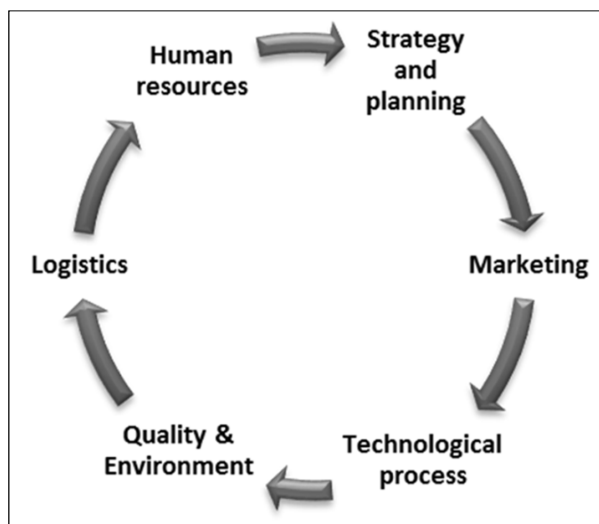 Human
resources
Strategy
and
planning
Marketing
Technological
process
Quality &
Environment
Logistics